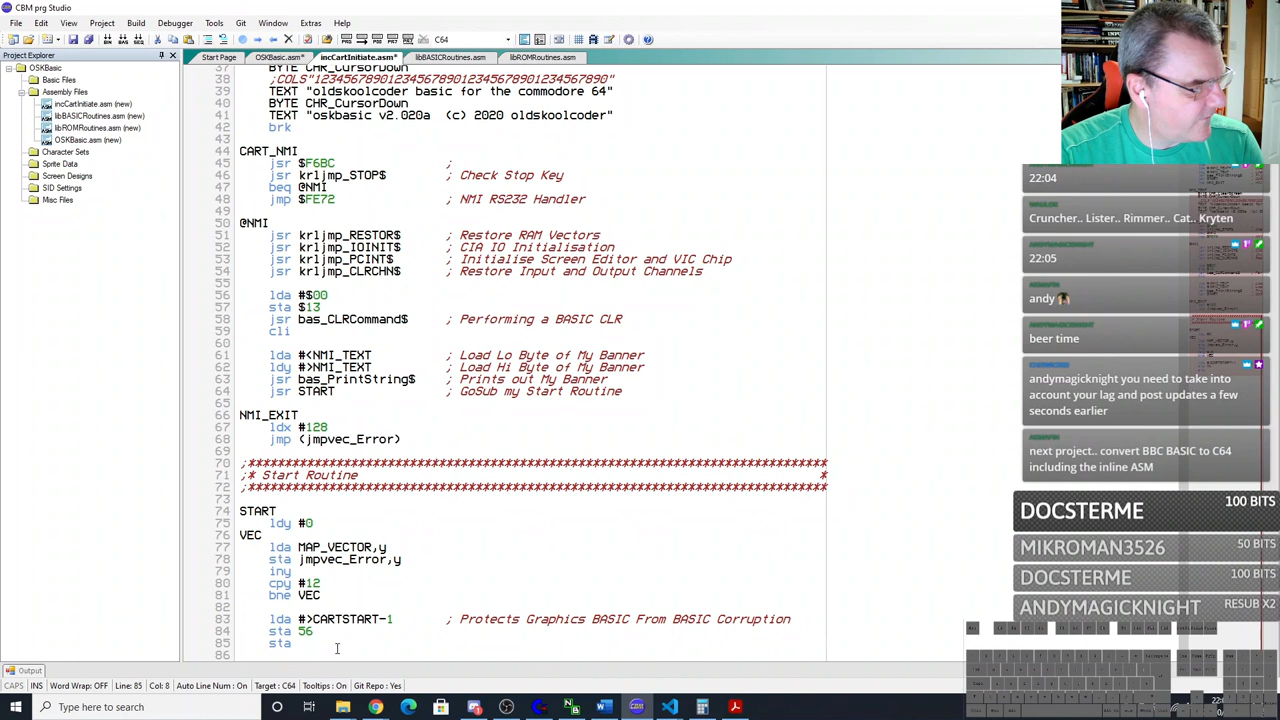 CBM prg Studio
File Edit View Project Build Debugger Tools Git Window Extras Help
C64
Project Explorer
OSKBasic
Basic Files
Assembly Files
incCartInitiate.asm (new)
libBASICRoutines.asm (new)
libROMRoutines.asm (new)
OSKBasic.asm (new)
Character Sets
Sprite Data
Screen Designs
SID Settings
Misc Files
Start Page OSKBasic.asm* incCartInitiate.asm* libBASICRoutines.asm libROMRoutines.asm
37 BYTE CHR_CursorDown
38 ;COLS"1234567890123456789012345678901234567890"
39 TEXT "oldskoolcoder basic for the commodore 64"
40 BYTE CHR_CursorDown
41 TEXT "oskbasic v2.020a (c) 2020 oldskoolcoder"
42 brk
43
44 CART_NMI
45 jsr $F6BC ;
46 jsr krljmp_STOP$ ; Check Stop Key
47 beq @NMI
48 jmp $FE72 ; NMI RS232 Handler
49
50 @NMI
51 jsr krljmp_RESTOR$ ; Restore RAM Vectors
52 jsr krljmp_IOINIT$ ; CIA IO Initialisation
53 jsr krljmp_PCINT$ ; Initialise Screen Editor and VIC Chip
54 jsr krljmp_CLRCHN$ ; Restore Input and Output Channels
55
56 lda #$00
57 sta $13
58 jsr bas_CLRCommand$ ; Performing a BASIC CLR
59 cli
60
61 lda #<NMI_TEXT ; Load Lo Byte of My Banner
62 ldy #>NMI_TEXT ; Load Hi Byte of My Banner
63 jsr bas_PrintString$ ; Prints out My Banner
64 jsr START ; GoSub my Start Routine
65
66 NMI_EXIT
67 ldx #128
68 jmp (jmpvec_Error)
69
70 ;*******************************************************************************
71 ;* Start Routine *
72 ;*******************************************************************************
73
74 START
75 ldy #0
76 VEC
77 lda MAP_VECTOR,y
78 sta jmpvec_Error,y
79 iny
80 cpy #12
81 bne VEC
82
83 lda #>CARTSTART-1 ; Protects Graphics BASIC From BASIC Corruption
84 sta 56
85 sta
86
Output
CAPS INS Word Wrap: OFF Line: 85 Col: 8 Auto Line Num : On Target : C64 Tooltips : On Git Repo : Yes
Type here to search
22:04
Cruncher.. Lister.. Rimmer.. Cat.. Kryten
ANDYMAGICKNIGHT
22:05
andy
ANDYMAGICKNIGHT
beer time
andymagicknight you need to take into
account your lag and post updates a few
seconds earlier
next project.. convert BBC BASIC to C64
including the inline ASM
DOCSTERME 100 BITS
MIKROMAN3526 50 BITS
DOCSTERME 100 BITS
ANDYMAGICKNIGHT RESUB X2